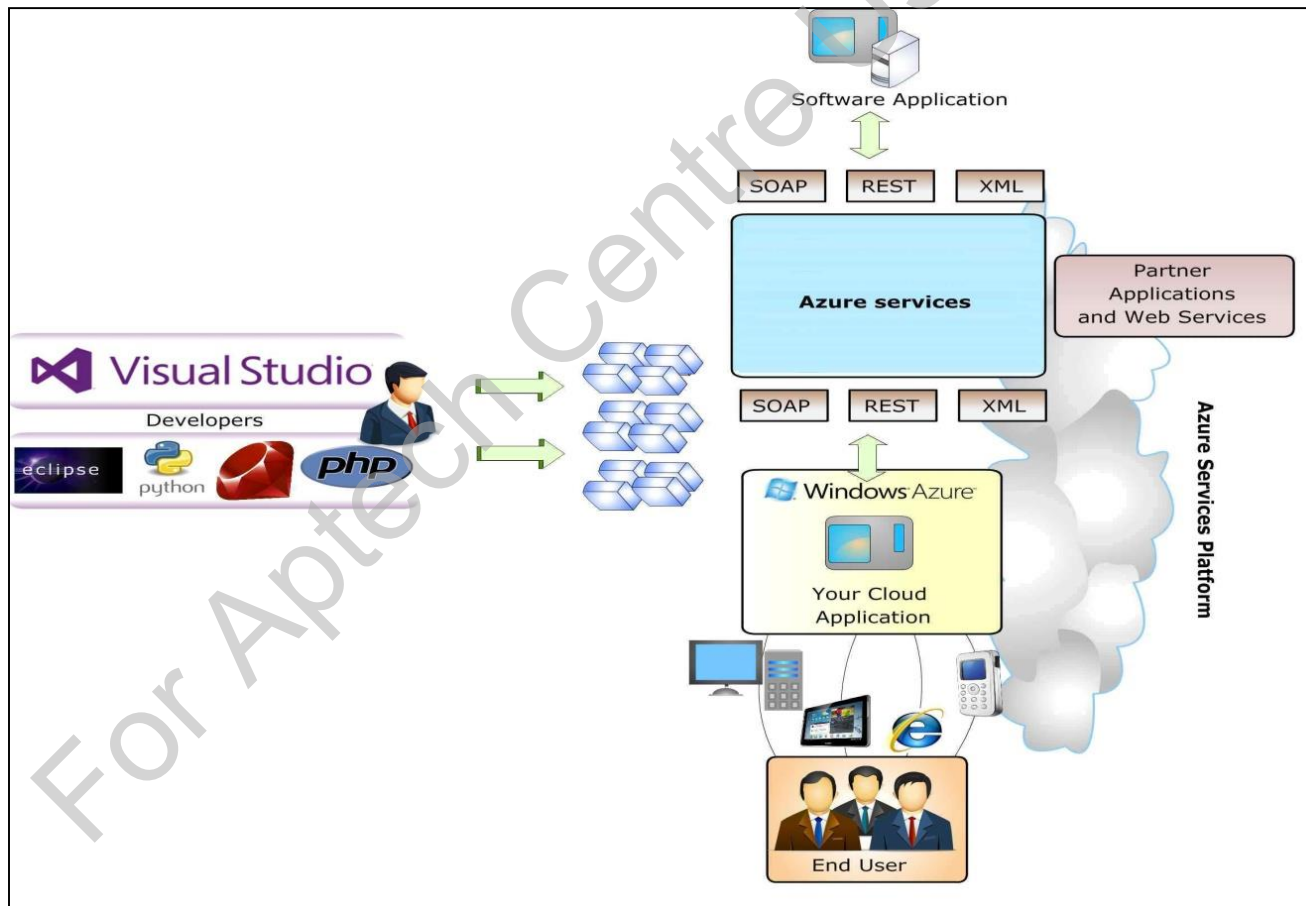 Software Application
SOAP REST XML
Azure services
Partner
Applications
and Web Services
SOAP REST XML
Visual Studio
Developers
eclipse
python
php
Windows Azure
Your Cloud
Application
Azure Services Platform
End User
For Aptech Centre